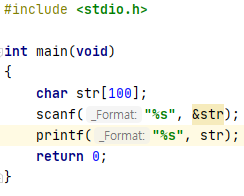 #include <stdio.h>
int main(void)
{
    char str[100];
    scanf( _Format: "%s", &str);
    printf( _Format: "%s", str);
    return 0;
}